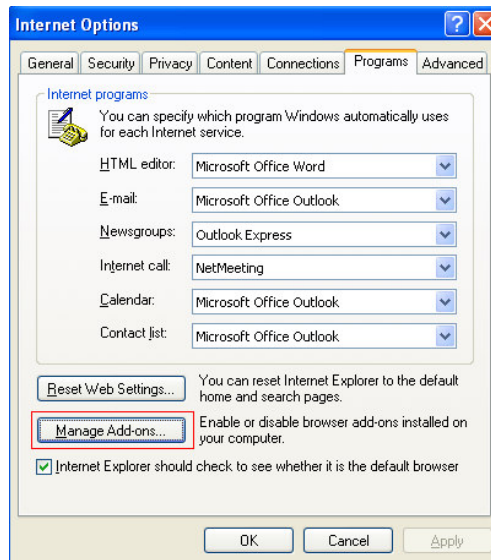 Internet Options
General Security Privacy Content Connections Programs Advanced
Internet programs
You can specify which program Windows automatically uses
for each Internet service.
HTML editor: Microsoft Office Word
E-mail: Microsoft Office Outlook
Newsgroups: Outlook Express
Internet call: NetMeeting
Calendar: Microsoft Office Outlook
Contact list: Microsoft Office Outlook
Reset Web Settings... You can reset Internet Explorer to the default
home and search pages.
Manage Add-ons... Enable or disable browser add-ons installed on
your computer.
Internet Explorer should check to see whether it is the default browser
OK Cancel Apply